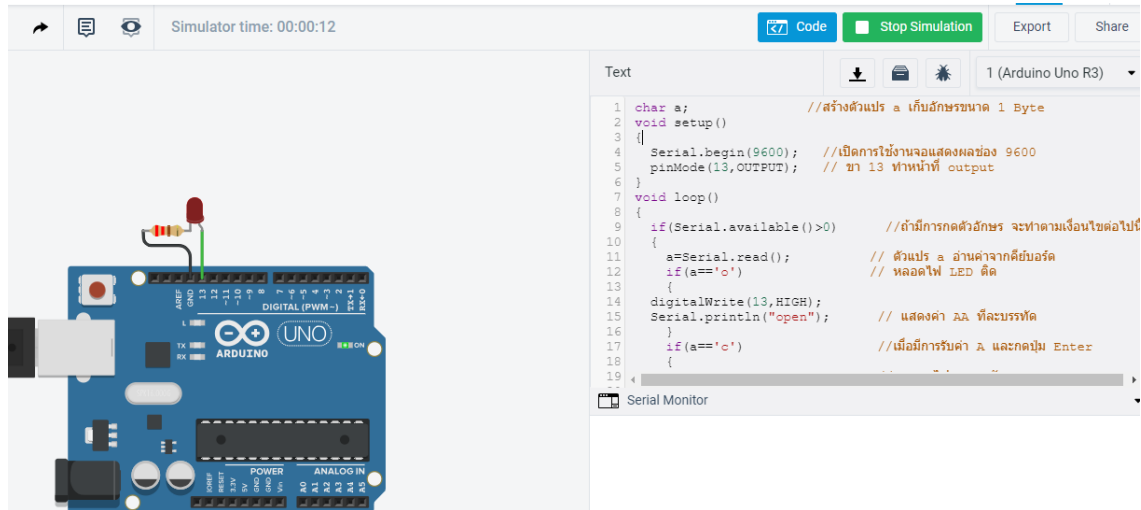 Simulator time: 00:00:12
Code
Stop Simulation
Export
Share
Text
1 (Arduino Uno R3)
1 char a; //สร้างตัวแปร a เก็บอักษรขนาด 1 Byte
2 void setup()
3 {
4 Serial.begin(9600); //เปิดการใช้งานจอแสดงผลช่อง 9600
5 pinMode(13,OUTPUT); // ขา 13 ทำหน้าที่ output
6 }
7 void loop()
8 {
9 if(Serial.available()>0) //ถ้ามีการกดตัวอักษร จะทำตามเงื่อนไขต่อไปนี้
10 {
11 a=Serial.read(); // ตัวแปร a อ่านค่าจากคีย์บอร์ด
12 if(a=='o') // หลอดไฟ LED ติด
13 {
14 digitalWrite(13,HIGH);
15 Serial.println("open"); // แสดงค่า AA ทีละบรรทัด
16 }
17 if(a=='c') //เมื่อมีการรับค่า A และกดปุ่ม Enter
18 {
19
Serial Monitor
AREF
GND
13
12
~11
~10
~9
8
7
~6
~5
4
~3
2
TX→1
RX←0
DIGITAL (PWM~)
L
TX
RX
UNO
ARDUINO
ON
POWER
ANALOG IN
IOREF
RESET
3.3V
5V
GND
GND
Vin
A0
A1
A2
A3
A4
A5